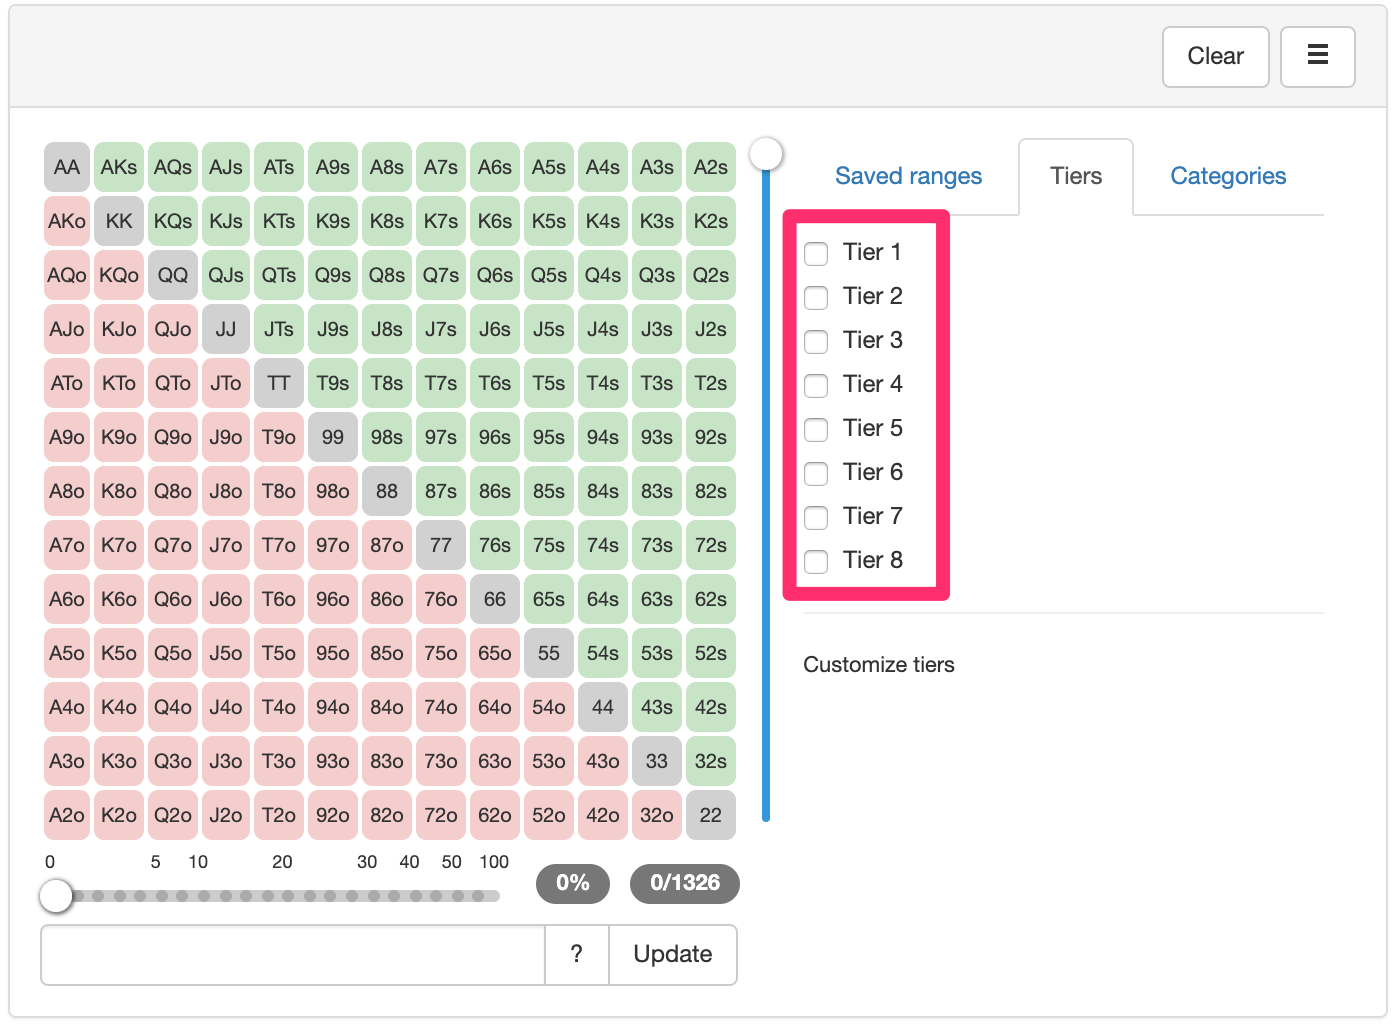 Clear
Saved ranges Tiers Categories
AA AKs AQs AJs ATs A9s A8s A7s A6s A5s A4s A3s A2s
AKo KK KQs KJs KTs K9s K8s K7s K6s K5s K4s K3s K2s
AQo KQo QQ QJs QTs Q9s Q8s Q7s Q6s Q5s Q4s Q3s Q2s
AJo KJo QJo JJ JTs J9s J8s J7s J6s J5s J4s J3s J2s
ATo KTo QTo JTo TT T9s T8s T7s T6s T5s T4s T3s T2s
A9o K9o Q9o J9o T9o 99 98s 97s 96s 95s 94s 93s 92s
A8o K8o Q8o J8o T8o 98o 88 87s 86s 85s 84s 83s 82s
A7o K7o Q7o J7o T7o 97o 87o 77 76s 75s 74s 73s 72s
A6o K6o Q6o J6o T6o 96o 86o 76o 66 65s 64s 63s 62s
A5o K5o Q5o J5o T5o 95o 85o 75o 65o 55 54s 53s 52s
A4o K4o Q4o J4o T4o 94o 84o 74o 64o 54o 44 43s 42s
A3o K3o Q3o J3o T3o 93o 83o 73o 63o 53o 43o 33 32s
A2o K2o Q2o J2o T2o 92o 82o 72o 62o 52o 42o 32o 22
0 5 10 20 30 40 50 100
0% 0/1326
? Update
Tier 1
Tier 2
Tier 3
Tier 4
Tier 5
Tier 6
Tier 7
Tier 8
Customize tiers